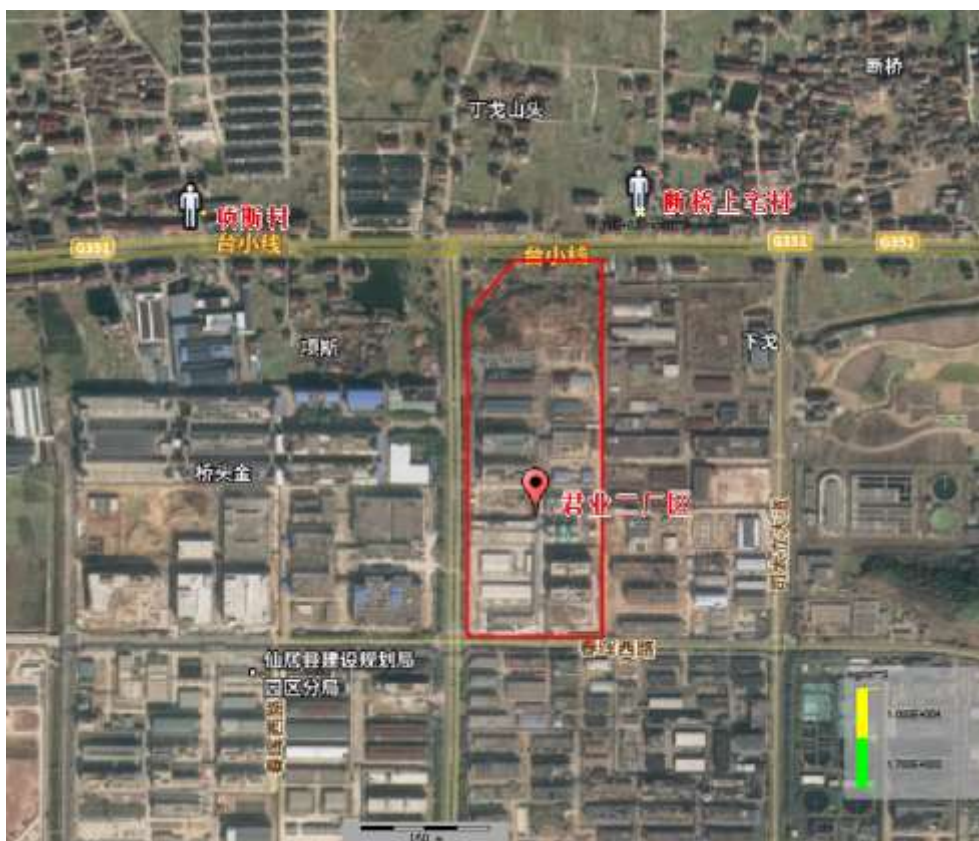 断桥
丁戈山头
项斯村
断桥上宅村
G351
台小线
G351
G351
台小线
项斯
下戈
桥头金
君业二厂区
仙居县建设规划局
园区分局